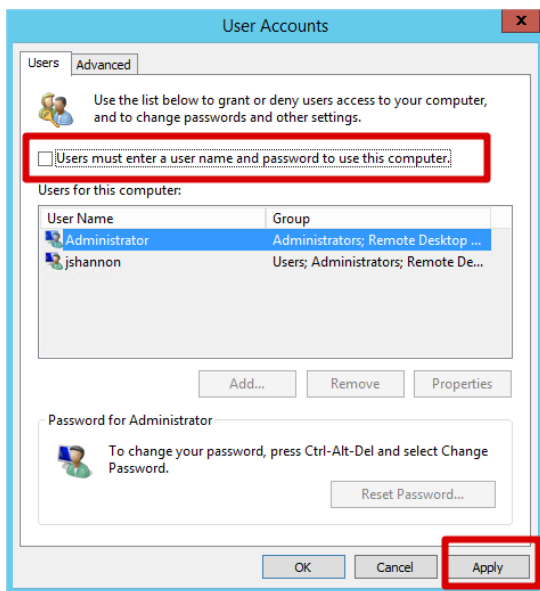 User Accounts
x
Users
Advanced
Use the list below to grant or deny users access to your computer,
and to change passwords and other settings.
Users must enter a user name and password to use this computer.
Users for this computer:
User Name Group
Administrator Administrators; Remote Desktop ...
jshannon Users; Administrators; Remote De...
Add... Remove Properties
Password for Administrator
To change your password, press Ctrl-Alt-Del and select Change
Password.
Reset Password...
OK Cancel Apply